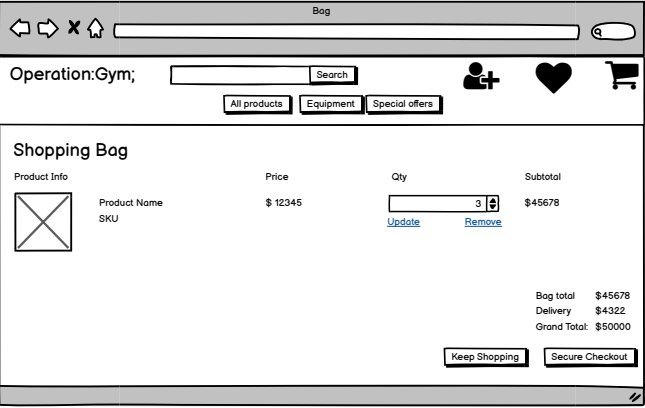 Bag
Operation:Gym;
Search
All products Equipment Special offers
Shopping Bag
Product Info Price Qty Subtotal
Product Name $ 12345 3 $45678
SKU Update Remove
Bag total $45678
Delivery $4322
Grand Total: $50000
Keep Shopping Secure Checkout